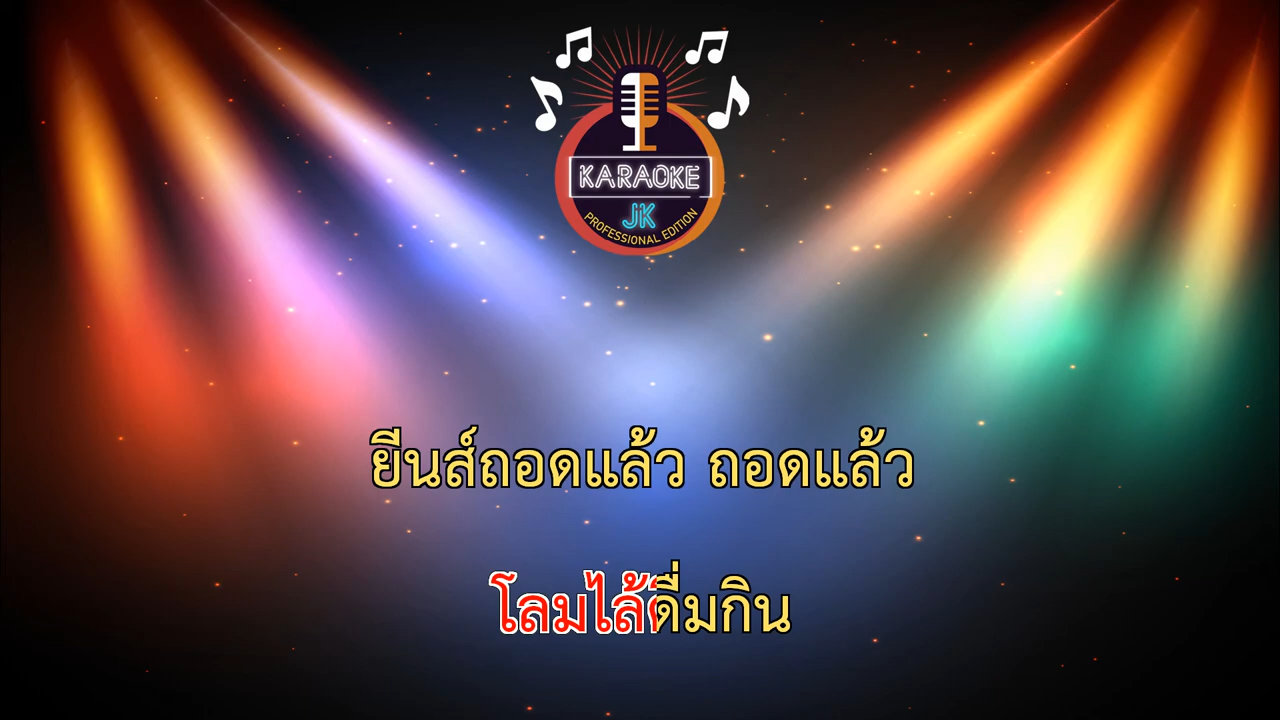 KARAOKE
JK
PROFESSIONAL EDITION
ยีนส์ถอดแล้ว ถอดแล้ว
โลมไล้ดื่มกิน